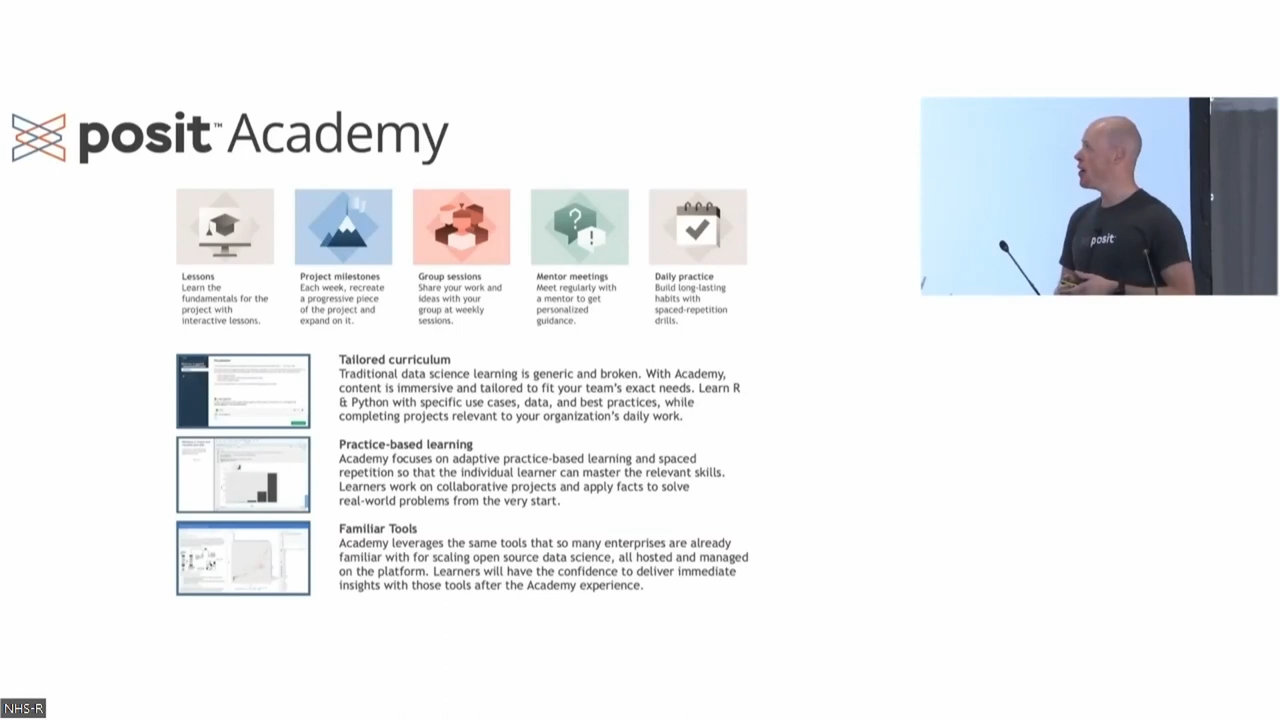 posit™ Academy
Lessons
Learn the
fundamentals for the
project with
interactive lessons.
Project milestones
Each week, recreate
a progressive piece
of the project and
expand on it.
Group sessions
Share your work and
ideas with your
group at weekly
sessions.
Mentor meetings
Meet regularly with
a mentor to get
personalized
guidance.
Daily practice
Build long-lasting
habits with
spaced-repetition
drills.
Tailored curriculum
Traditional data science learning is generic and broken. With Academy,
content is immersive and tailored to fit your team's exact needs. Learn R
& Python with specific use cases, data, and best practices, while
completing projects relevant to your organization's daily work.
Practice-based learning
Academy focuses on adaptive practice-based learning and spaced
repetition so that the individual learner can master the relevant skills.
Learners work on collaborative projects and apply facts to solve
real-world problems from the very start.
Familiar Tools
Academy leverages the same tools that so many enterprises are already
familiar with for scaling open source data science, all hosted and managed
on the platform. Learners will have the confidence to deliver immediate
insights with those tools after the Academy experience.
posit
NHS-R